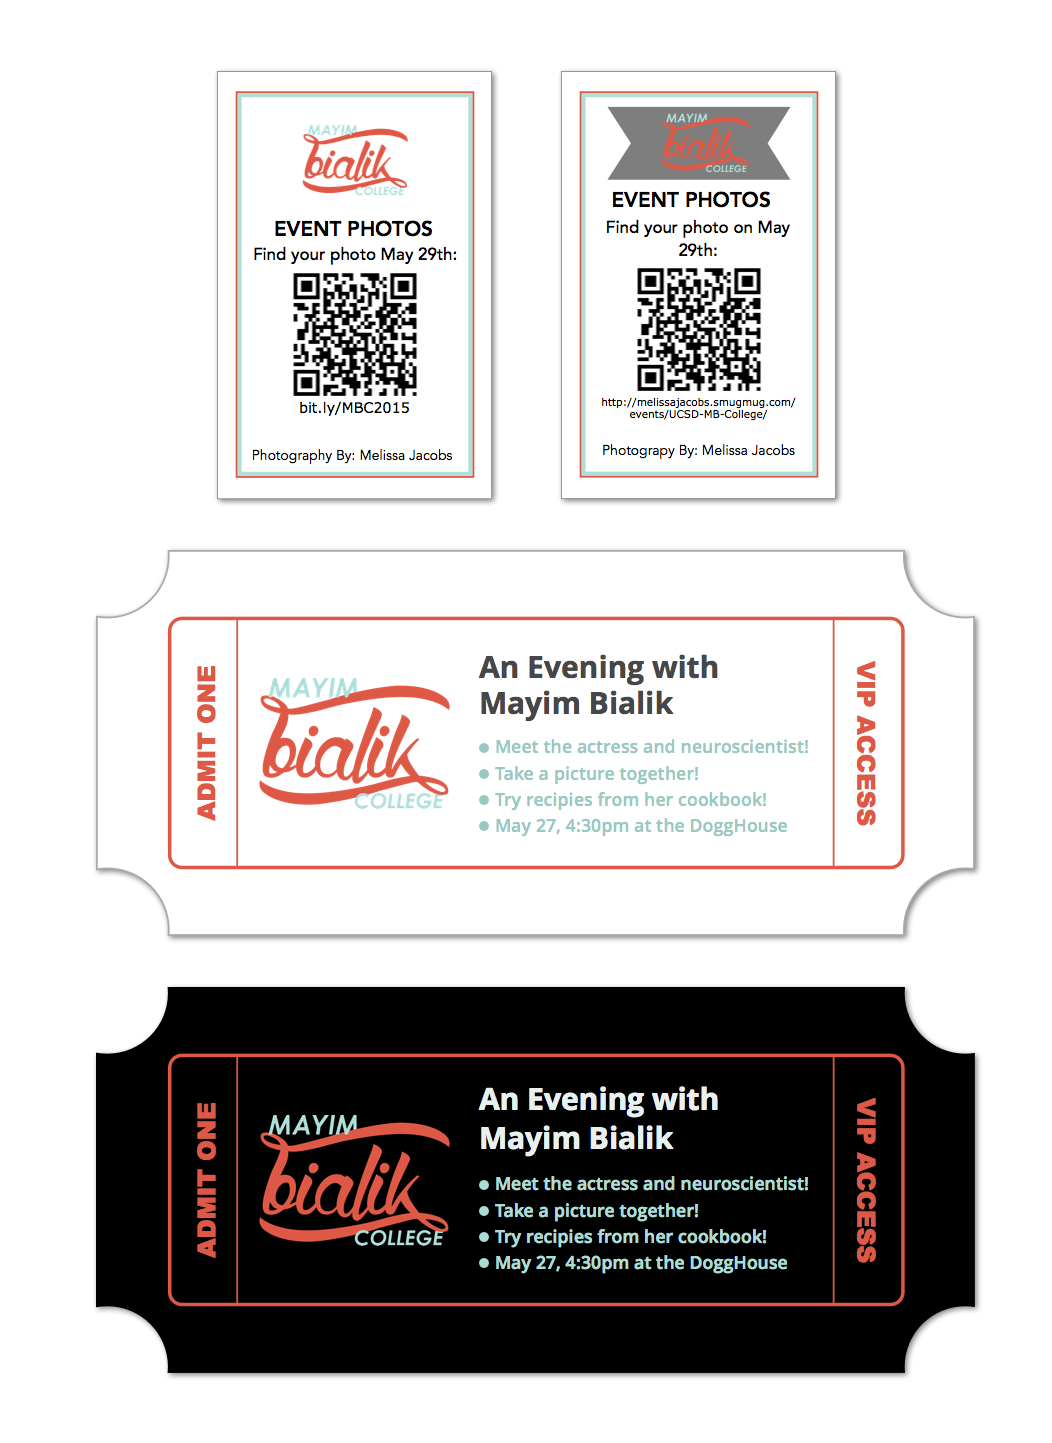 MAYIM
bialik
COLLEGE
EVENT PHOTOS
Find your photo May 29th:
bit.ly/MBC2015
Photography By: Melissa Jacobs
MAYIM
bialik
COLLEGE
EVENT PHOTOS
Find your photo on May
29th:
http://melissajacobs.smugmug.com/
events/UCSD-MB-College/
Photograpy By: Melissa Jacobs
ADMIT ONE
MAYIM
bialik
COLLEGE
An Evening with
Mayim Bialik
Meet the actress and neuroscientist!
Take a picture together!
Try recipies from her cookbook!
May 27, 4:30pm at the DoggHouse
VIP ACCESS
ADMIT ONE
MAYIM
bialik
COLLEGE
An Evening with
Mayim Bialik
Meet the actress and neuroscientist!
Take a picture together!
Try recipies from her cookbook!
May 27, 4:30pm at the DoggHouse
VIP ACCESS